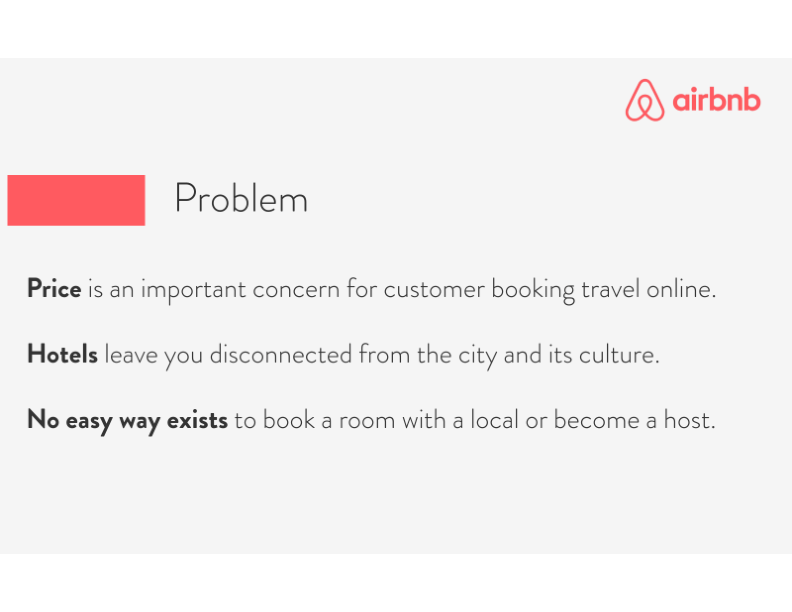 airbnb
Problem
Price is an important concern for customer booking travel online.
Hotels leave you disconnected from the city and its culture.
No easy way exists to book a room with a local or become a host.